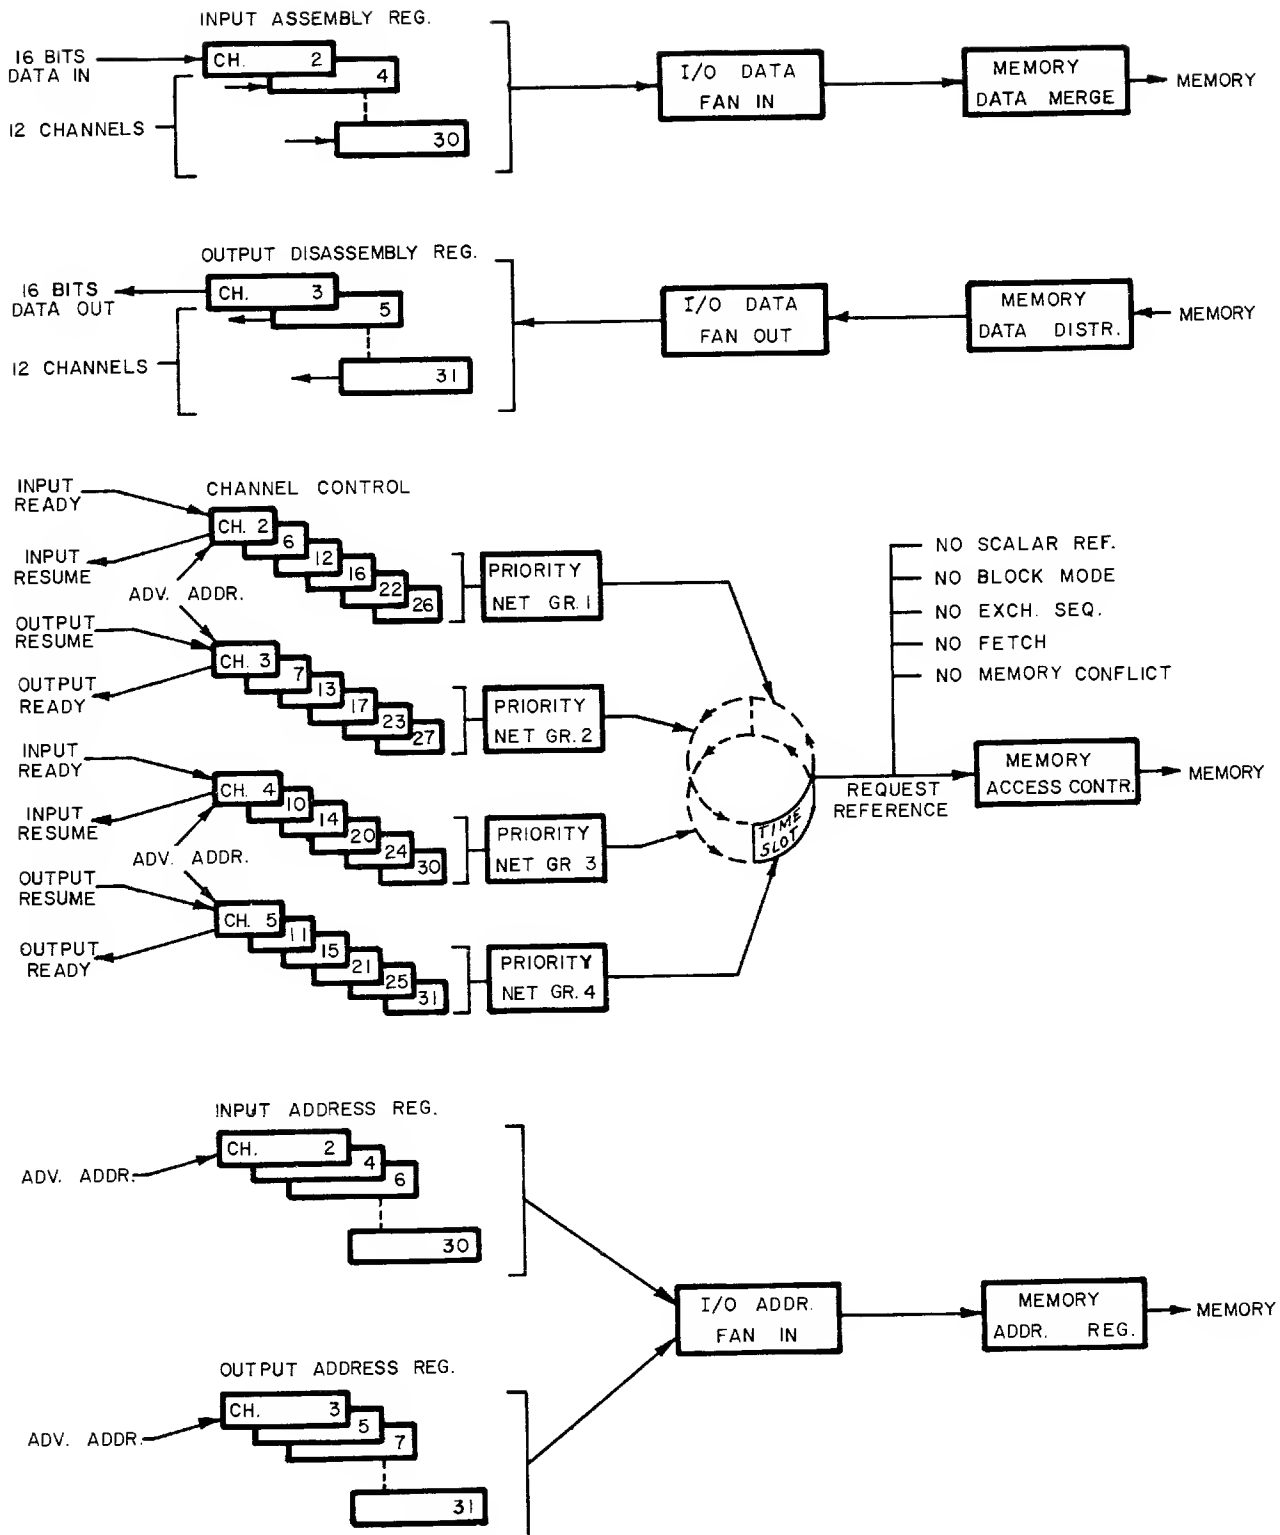 INPUT ASSEMBLY REG.
16 BITS
DATA IN
CH. 2
4
30
12 CHANNELS
I/O DATA
FAN IN
MEMORY
DATA MERGE
MEMORY
OUTPUT DISASSEMBLY REG.
16 BITS
DATA OUT
CH. 3
5
31
12 CHANNELS
I/O DATA
FAN OUT
MEMORY
DATA DISTR.
MEMORY
CHANNEL CONTROL
INPUT
READY
INPUT
RESUME
ADV. ADDR.
CH. 2
6
12
16
22
26
PRIORITY
NET GR. 1
OUTPUT
RESUME
OUTPUT
READY
CH. 3
7
13
17
23
27
PRIORITY
NET GR. 2
INPUT
READY
INPUT
RESUME
ADV. ADDR.
CH. 4
10
14
20
24
30
PRIORITY
NET GR 3
OUTPUT
RESUME
OUTPUT
READY
CH. 5
11
15
21
25
31
PRIORITY
NET GR. 4
TIME
SLOT
NO SCALAR REF.
NO BLOCK MODE
NO EXCH. SEQ.
NO FETCH
NO MEMORY CONFLICT
REQUEST
REFERENCE
MEMORY
ACCESS CONTR.
MEMORY
INPUT ADDRESS REG.
ADV. ADDR.
CH. 2
4
6
30
I/O ADDR.
FAN IN
MEMORY
ADDR. REG.
MEMORY
OUTPUT ADDRESS REG.
ADV. ADDR.
CH. 3
5
7
31